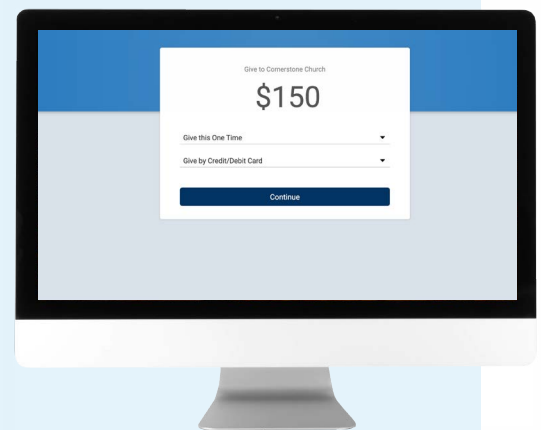 Give to Cornerstone Church
$150
Give this One Time
Give by Credit/Debit Card
Continue